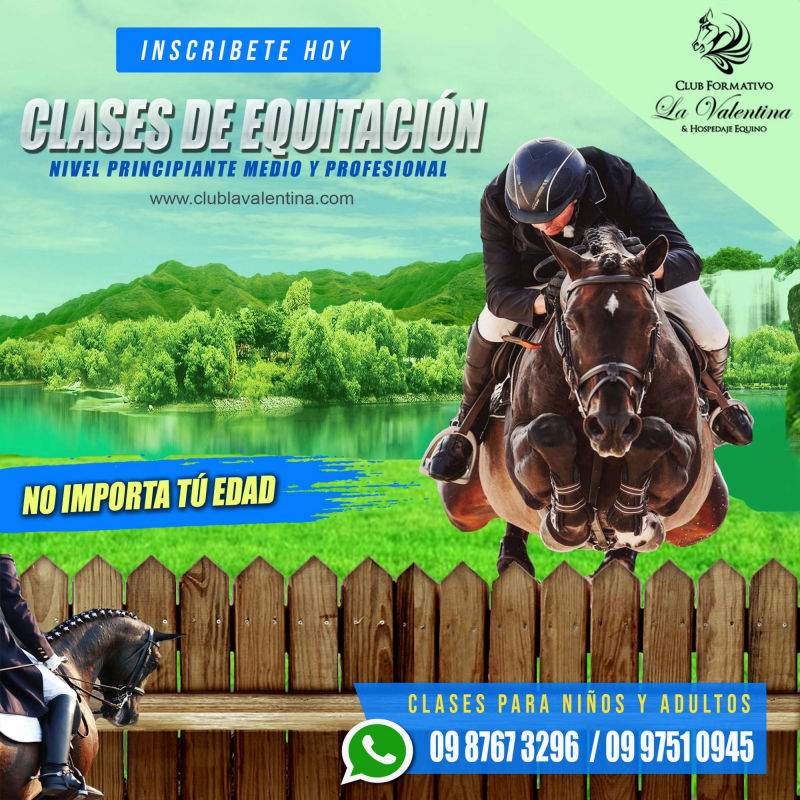 INSCRIBETE HOY
CLUB FORMATIVO
La Valentina
& HOSPEDAJE EQUINO
CLASES DE EQUITACIÓN
NIVEL PRINCIPIANTE MEDIO Y PROFESIONAL
www.clublavalentina.com
NO IMPORTA TÚ EDAD
CLASES PARA NIÑOS Y ADULTOS
09 8767 3296 / 09 9751 0945